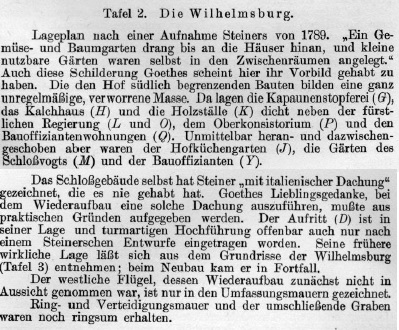 Tafel 2. Die Wilhelmsburg.
Lageplan nach einer Aufnahme Steiners von 1789. „Ein Ge-
müse- und Baumgarten drang bis an die Häuser hinan, und kleine
nutzbare Gärten waren selbst in den Zwischenräumen angelegt.“
Auch diese Schilderung Goethes scheint hier ihr Vorbild gehabt zu
haben. Die den Hof südlich begrenzenden Bauten bilden eine ganz
unregelmäßige, verworrene Masse. Da lagen die Kapaunenstopferei (G),
das Kalchhaus (H) und die Holzställe (K) dicht neben der fürst-
lichen Regierung (L und O), dem Oberkonsistorium (P) und den
Bauoffiziantenwohnungen (Q). Unmittelbar heran- und dazwischen-
geschoben aber waren der Hofküchgarten (J), die Gärten des
Schloßvogts (M) und der Bauoffizianten (Y).
Das Schloßgebäude selbst hat Steiner „mit italienischer Dachung“
gezeichnet, die es nie gehabt hat. Goethes Lieblingsgedanke, bei
dem Wiederaufbau eine solche Dachung auszuführen, mußte aus
praktischen Gründen aufgegeben werden. Der Aufritt (D) ist in
seiner Lage und turmartigen Hochführung offenbar auch nur nach
einem Steinerschen Entwurfe eingetragen worden. Seine frühere
wirkliche Lage läßt sich aus dem Grundrisse der Wilhelmsburg
(Tafel 3) entnehmen; beim Neubau kam er in Fortfall.
Der westliche Flügel, dessen Wiederaufbau zunächst nicht in
Aussicht genommen war, ist nur in den Umfassungsmauern gezeichnet.
Ring- und Verteidigungsmauer und der umschließende Graben
waren noch ringsum erhalten.